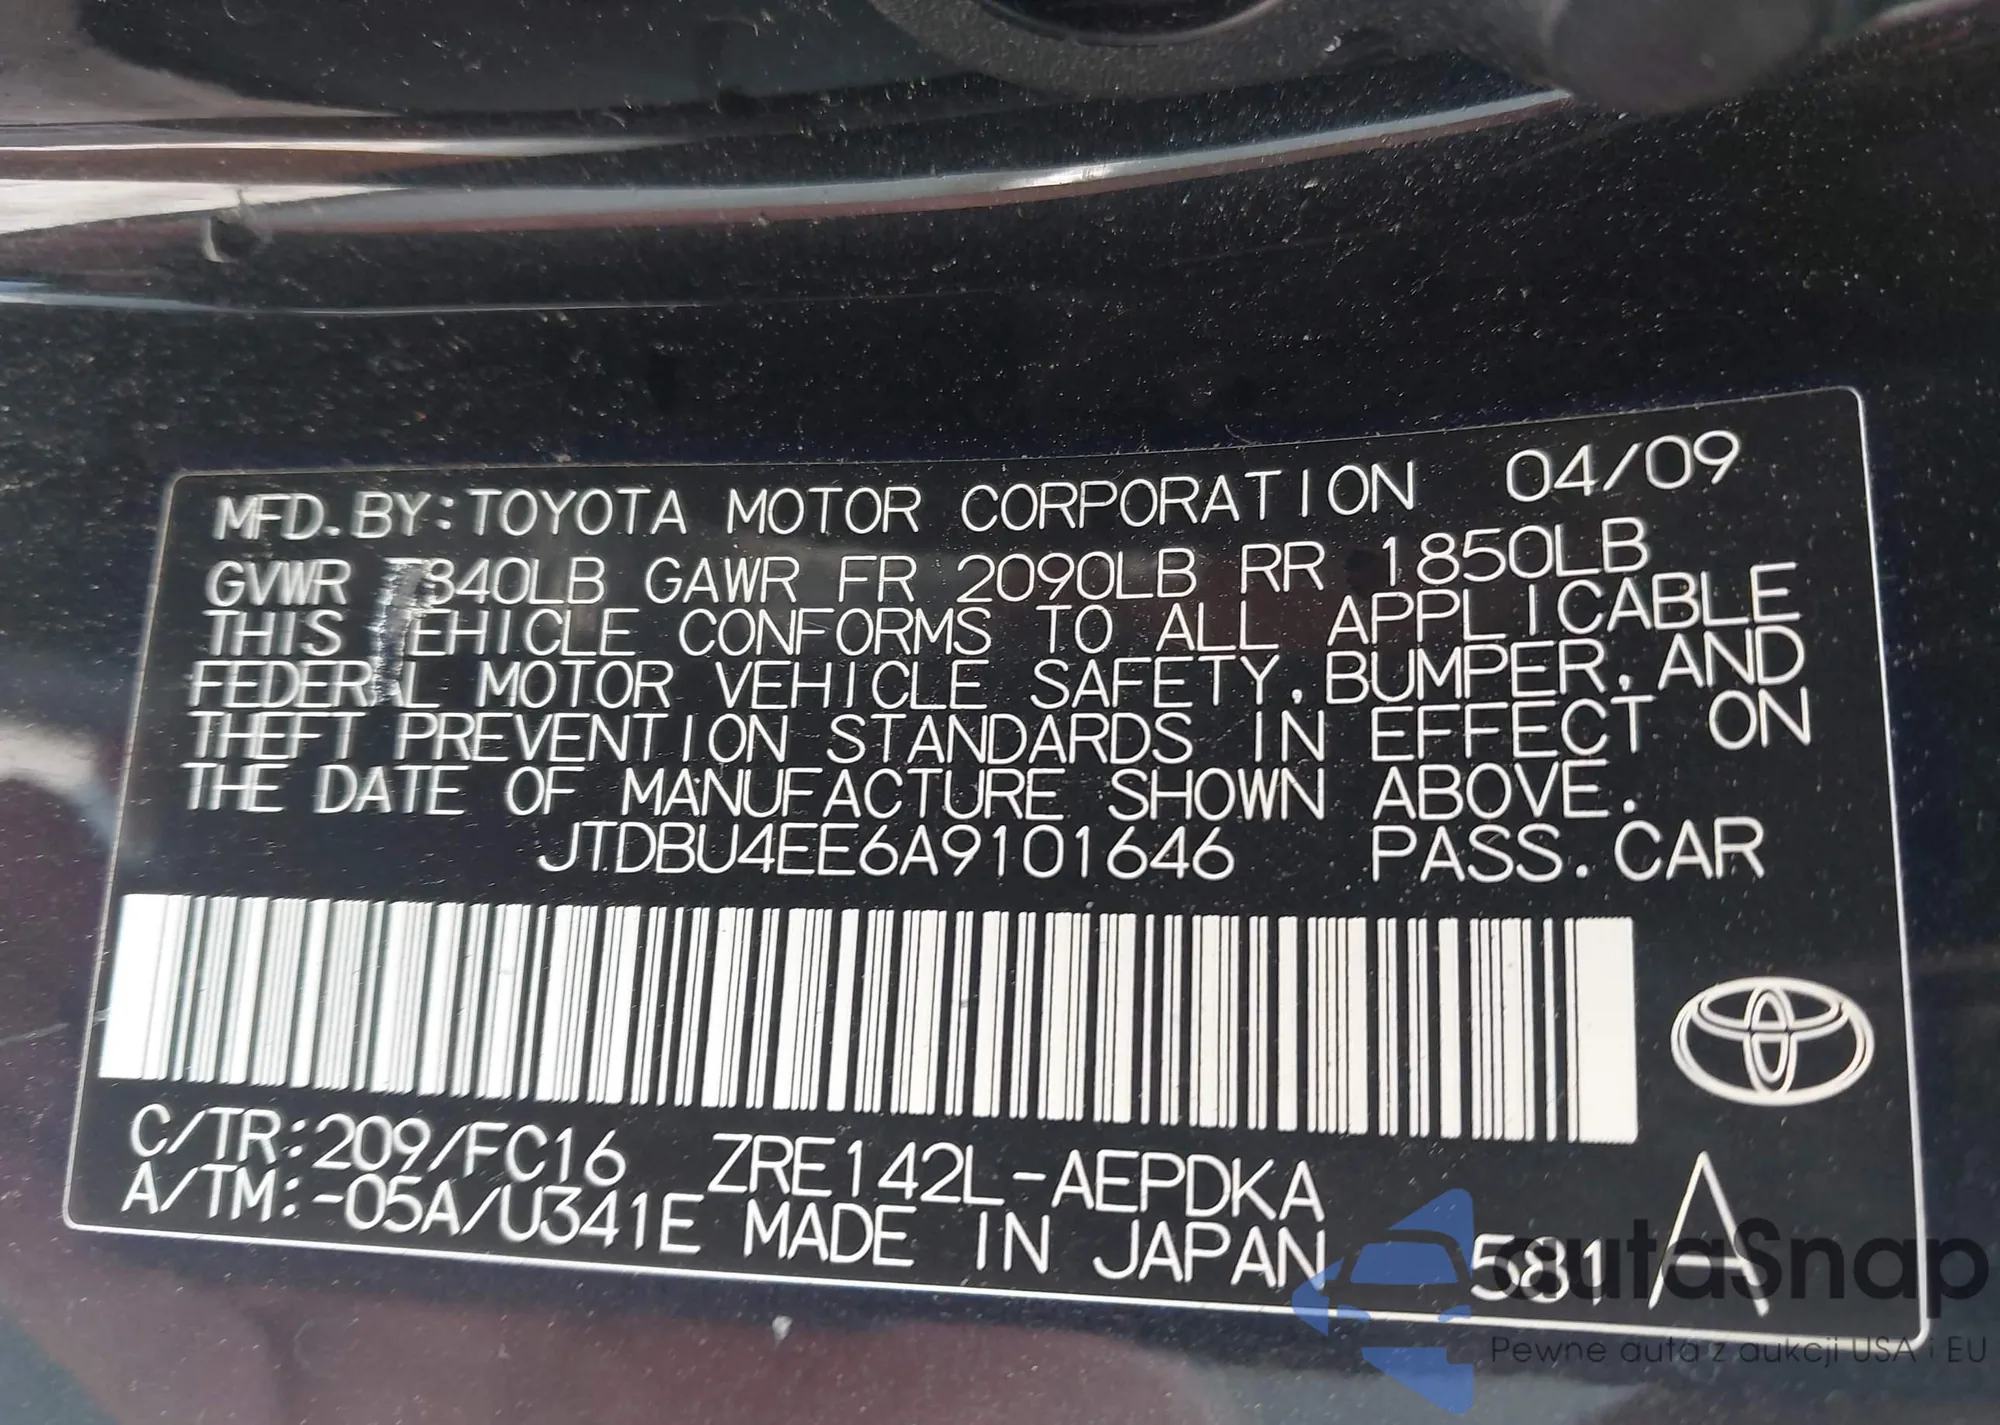 MFD.BY:TOYOTA MOTOR CORPORATION 04/09
GVWR 3840LB GAWR FR 2090LB RR 1850LB
THIS VEHICLE CONFORMS TO ALL APPLICABLE
FEDERAL MOTOR VEHICLE SAFETY, BUMPER, AND
THEFT PREVENTION STANDARDS IN EFFECT ON
THE DATE OF MANUFACTURE SHOWN ABOVE.
JTDBU4EE6A9101646 PASS.CAR
C/TR:209/FC16 ZRE142L-AEPDKA
A/TM:-05A/U341E MADE IN JAPAN 581 A
autaSnap
Pewne auta z aukcji USA i EU